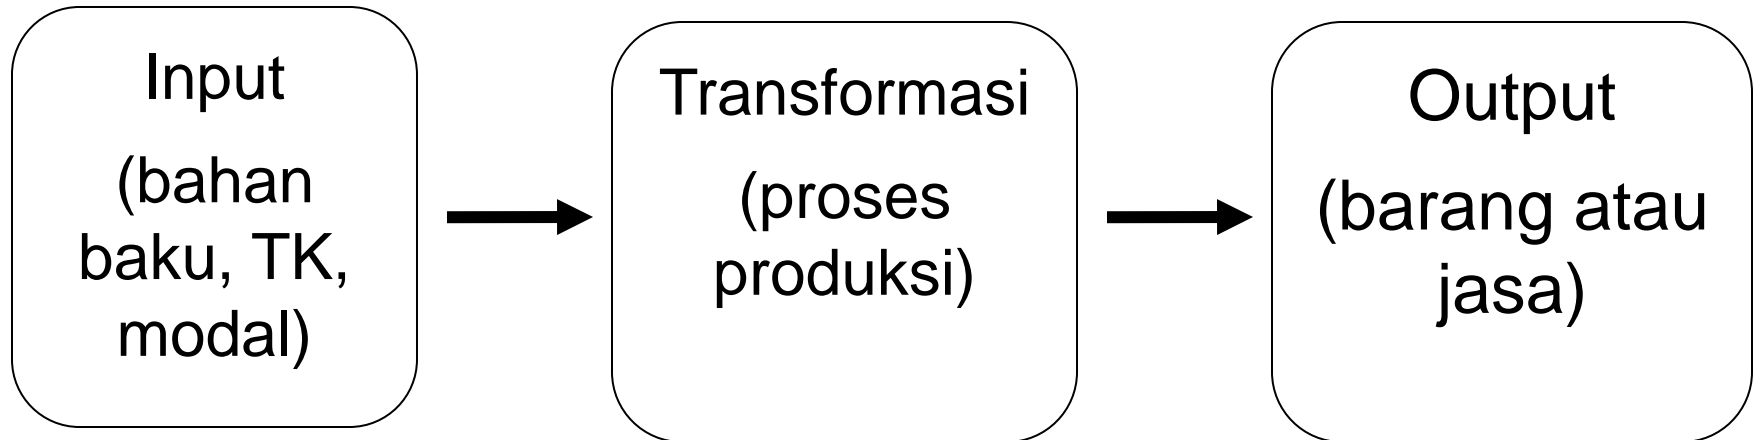 Input
(bahan
baku, TK,
modal)
Transformasi
(proses
produksi)
Output
(barang atau
jasa)